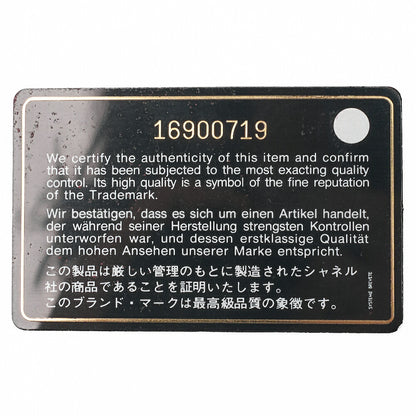 16900719
We certify the authenticity of this item and confirm
that it has been subjected to the most exacting quality
control. Its high quality is a symbol of the fine reputation
of the Trademark.
Wir bestätigen, dass es sich um einen Artikel handelt,
der während seiner Herstellung strengsten Kontrollen
unterworfen war, und dessen erstklassige Qualität
dem hohen Ansehen unserer Marke entspricht.
この製品は厳しい管理のもとに製造されたシャネル
社の商品であることを証明いたします。
このブランド・マークは最高級品質の象徴です。
SYSTEME BREVETE